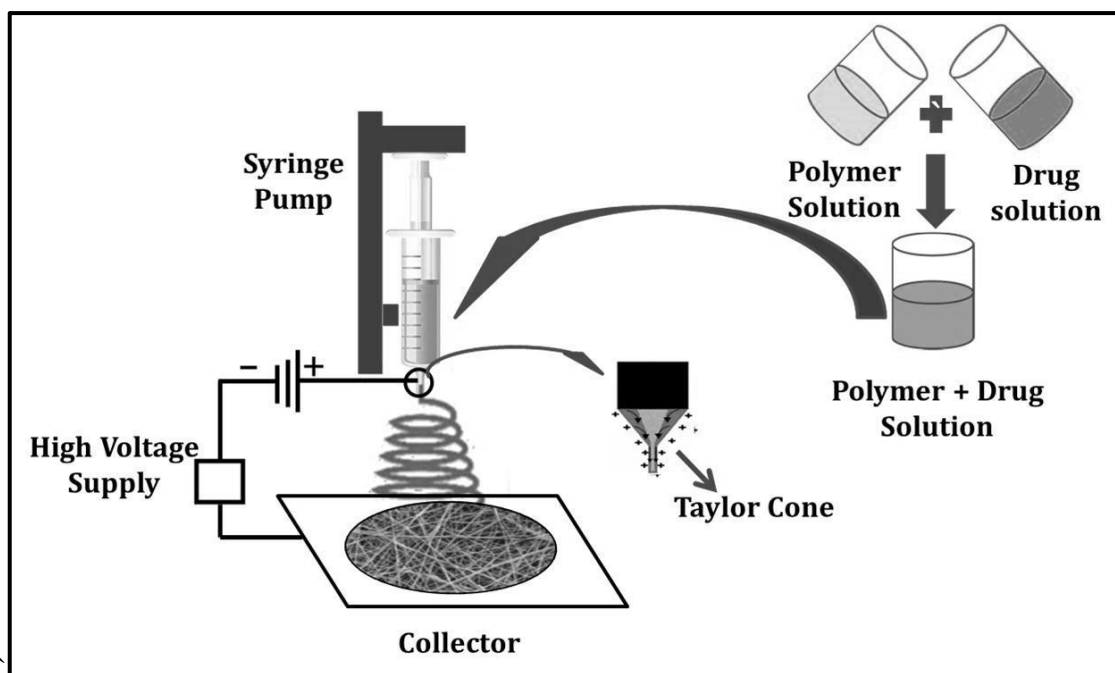 Syringe
Pump
Polymer
Solution
Drug
solution
Polymer + Drug
Solution
High Voltage
Supply
− +
Taylor Cone
Collector